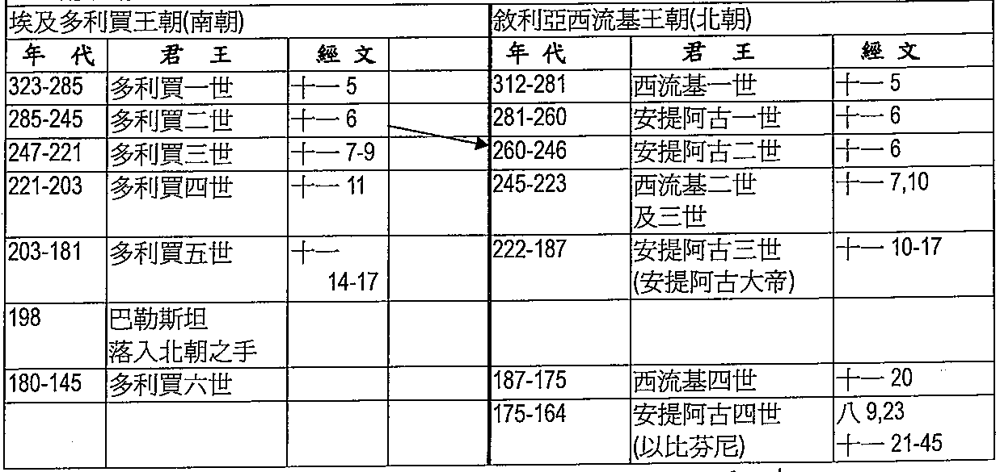 埃及多利買王朝(南朝) 敘利亞西流基王朝(北朝)
年 代 君 王 經 文 年 代 君 王 經 文
323-285 多利買一世 十一 5 312-281 西流基一世 十一 5
285-245 多利買二世 十一 6 281-260 安提阿古一世 十一 6
247-221 多利買三世 十一 7-9 260-246 安提阿古二世 十一 6
221-203 多利買四世 十一 11 245-223 西流基二世 十一 7,10
及三世
203-181 多利買五世 十一 222-187 安提阿古三世 十一 10-17
14-17 (安提阿古大帝)
198 巴勒斯坦
落入北朝之手
180-145 多利買六世 187-175 西流基四世 十一 20
175-164 安提阿古四世 八 9,23
(以比芬尼) 十一 21-45